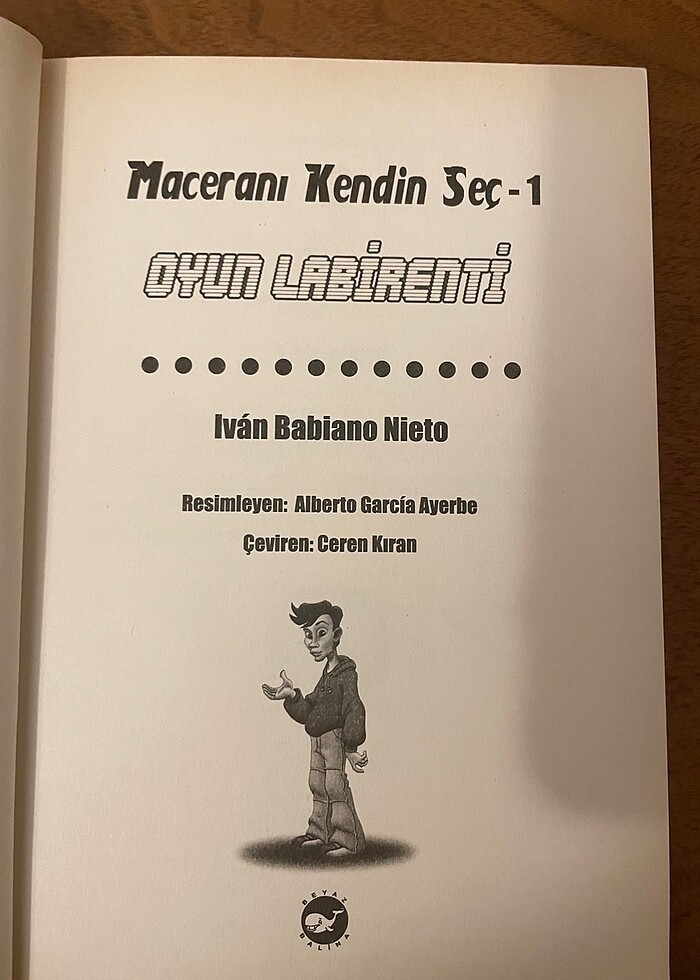 Maceranı Kendin Seç - 1
OYUN LABİRENTİ
Iván Babiano Nieto
Resimleyen: Alberto García Ayerbe
Çeviren: Ceren Kıran
BEYAZ
BALİNA